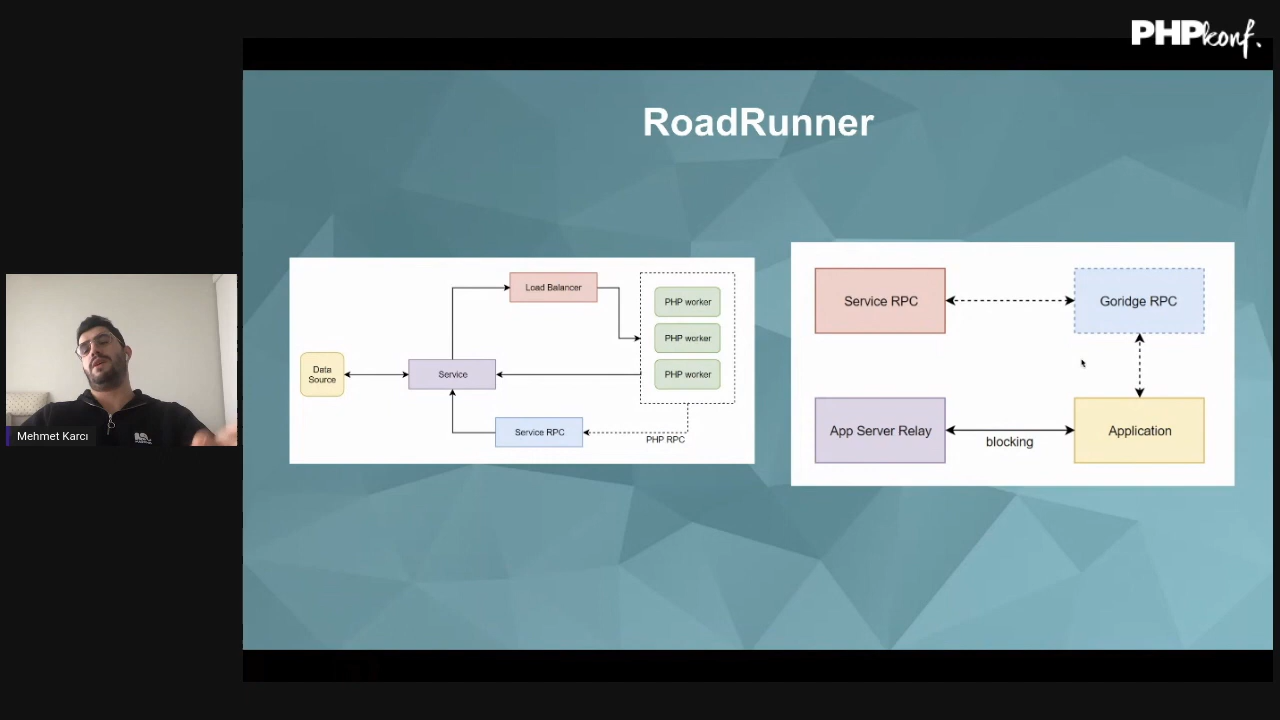 PHPkonf.
RoadRunner
Load Balancer
PHP worker
PHP worker
PHP worker
Data
Source
Service
Service RPC
PHP RPC
Service RPC
Goridge RPC
App Server Relay
blocking
Application
Mehmet Karcı